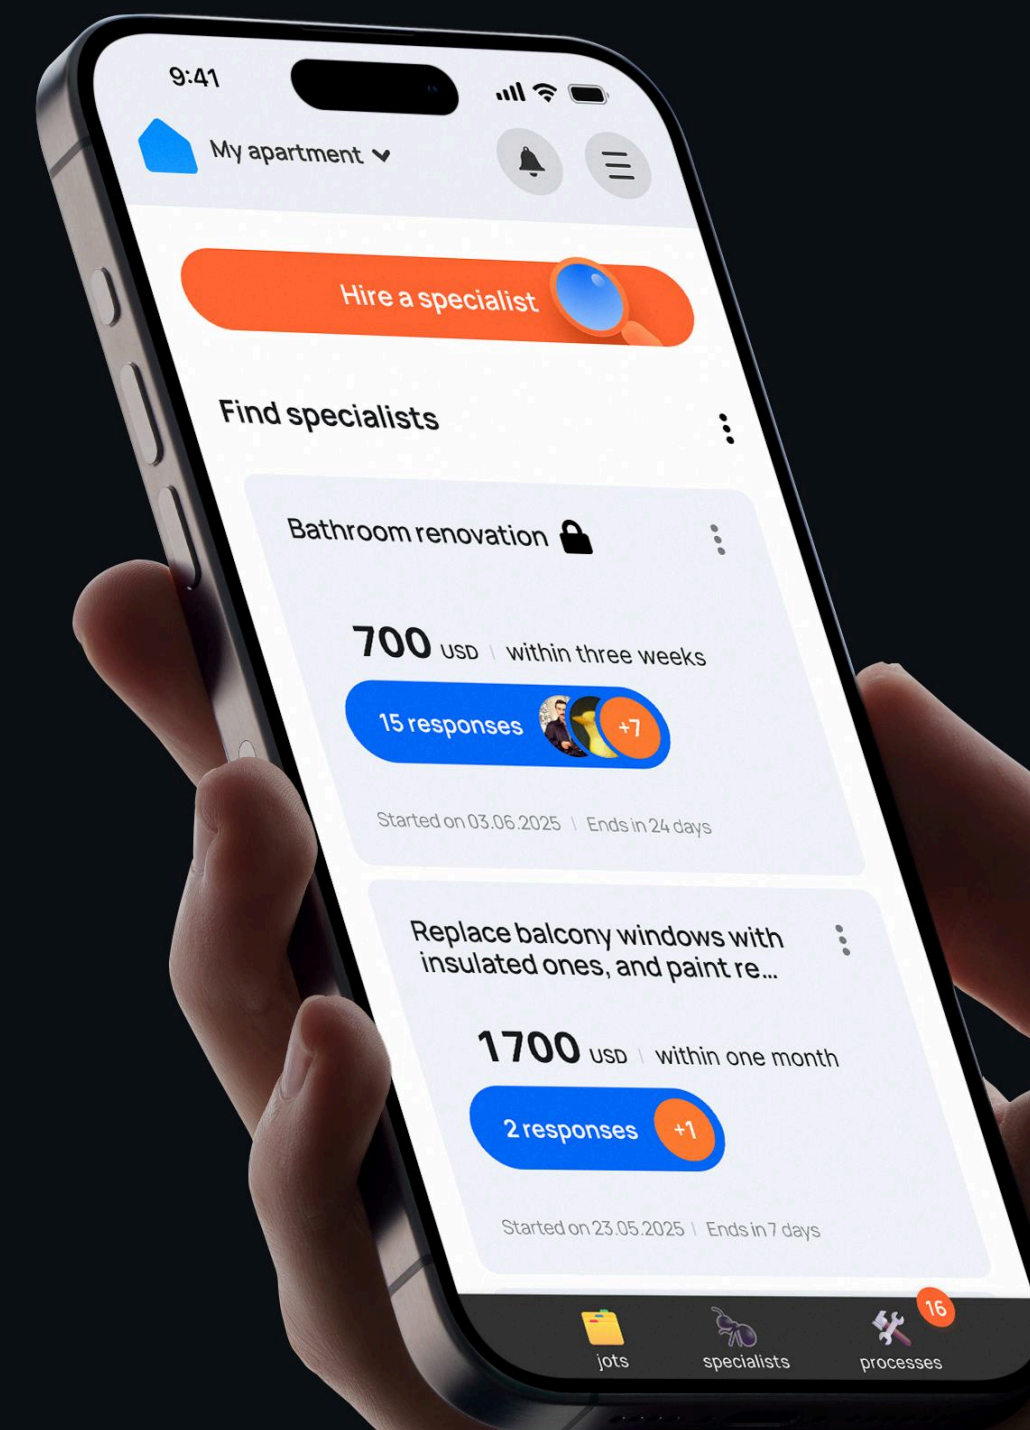 9:41
My apartment
Hire a specialist
Find specialists
Bathroom renovation
700 USD | within three weeks
15 responses +7
Started on 03.06.2025 | Ends in 24 days
Replace balcony windows with
insulated ones, and paint re...
1700 USD | within one month
2 responses +1
Started on 23.05.2025 | Ends in 7 days
16
jots specialists processes